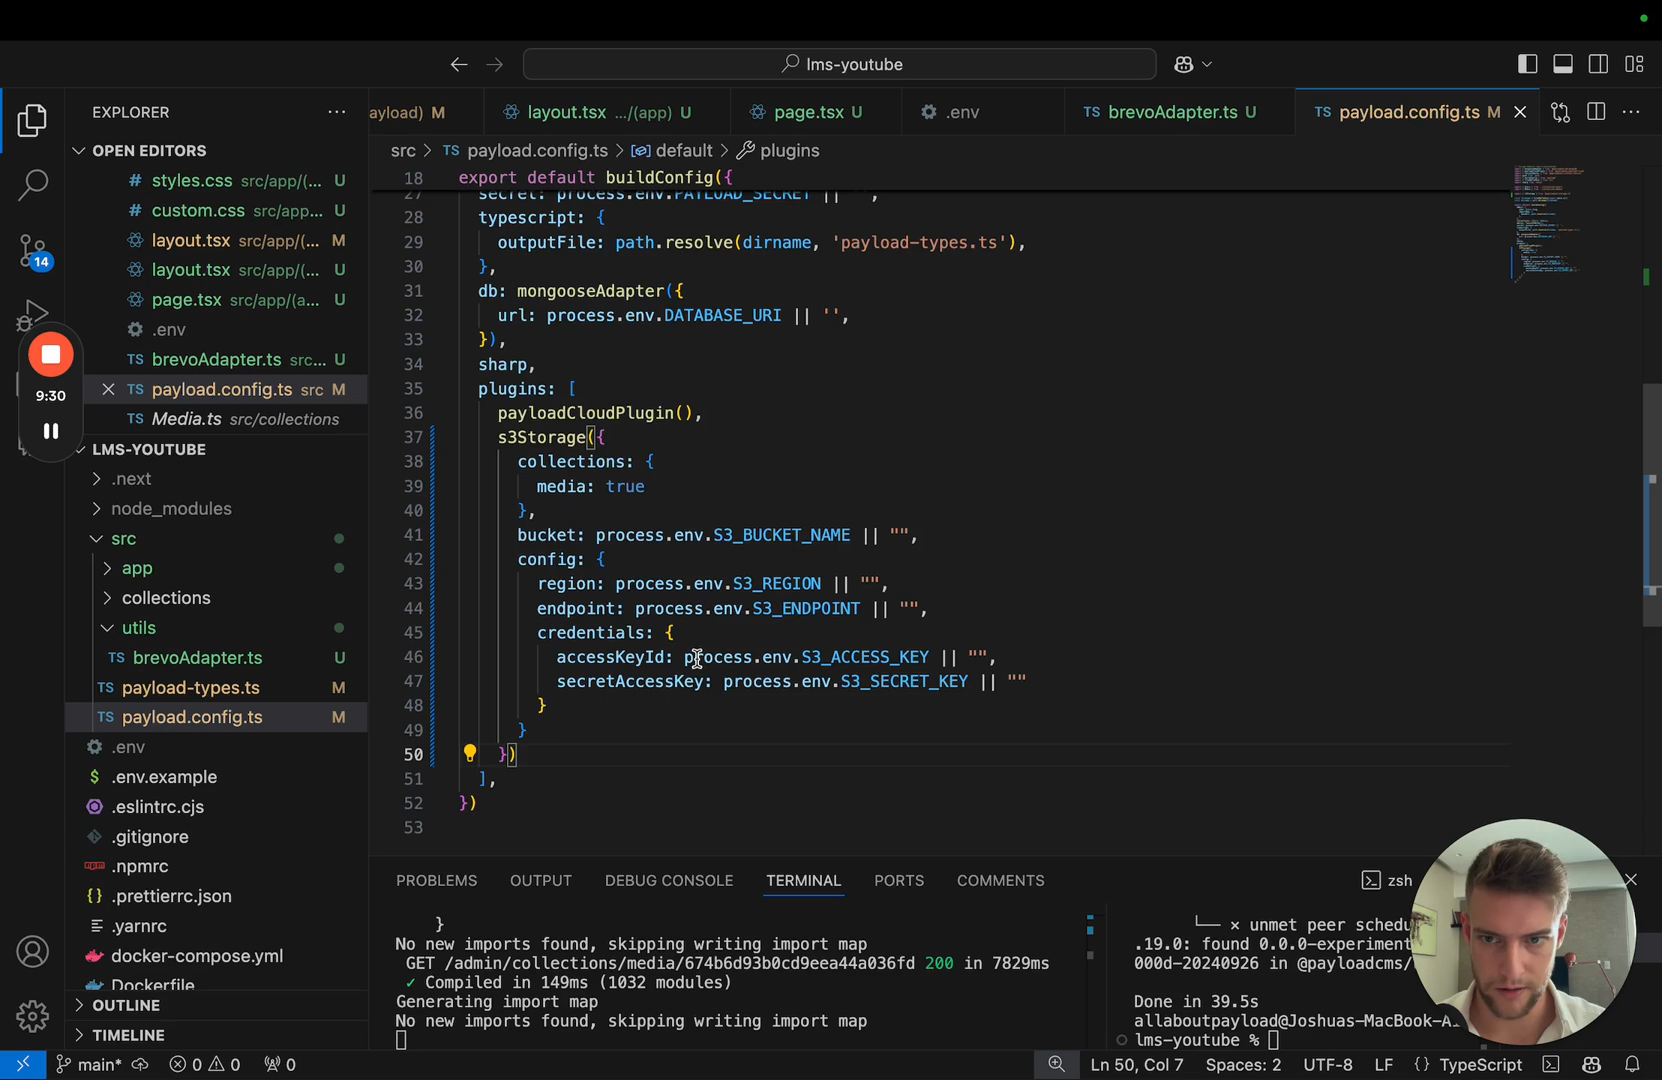 lms-youtube
EXPLORER
OPEN EDITORS
# styles.css src/app/(... U
# custom.css src/app/(... U
layout.tsx src/app/(... M
layout.tsx src/app/(... U
page.tsx src/app/(a... U
.env
TS brevoAdapter.ts src... U
TS payload.config.ts src M
TS Media.ts src/collections
9:30
14
LMS-YOUTUBE
.next
node_modules
src
app
collections
utils
TS brevoAdapter.ts U
TS payload-types.ts M
TS payload.config.ts M
.env
$ .env.example
.eslintrc.cjs
.gitignore
.npmrc
{} .prettierrc.json
.yarnrc
docker-compose.yml
Dockerfile
OUTLINE
TIMELINE
ayload) M
layout.tsx .../(app) U
page.tsx U
.env
TS brevoAdapter.ts U
TS payload.config.ts M
src > TS payload.config.ts > default > plugins
18 export default buildConfig({
27 secret: process.env.PAYLOAD_SECRET || '',
28 typescript: {
29 outputFile: path.resolve(dirname, 'payload-types.ts'),
30 },
31 db: mongooseAdapter({
32 url: process.env.DATABASE_URI || '',
33 }),
34 sharp,
35 plugins: [
36 payloadCloudPlugin(),
37 s3Storage({
38 collections: {
39 media: true
40 },
41 bucket: process.env.S3_BUCKET_NAME || "",
42 config: {
43 region: process.env.S3_REGION || "",
44 endpoint: process.env.S3_ENDPOINT || "",
45 credentials: {
46 accessKeyId: process.env.S3_ACCESS_KEY || "",
47 secretAccessKey: process.env.S3_SECRET_KEY || ""
48 }
49 }
50 })
51 ],
52 })
53
PROBLEMS OUTPUT DEBUG CONSOLE TERMINAL PORTS COMMENTS
zsh
}
No new imports found, skipping writing import map
GET /admin/collections/media/674b6d93b0cd9eea44a036fd 200 in 7829ms
✓ Compiled in 149ms (1032 modules)
Generating import map
No new imports found, skipping writing import map
└── × unmet peer schedu
.19.0: found 0.0.0-experiment
000d-20240926 in @payloadcms/
Done in 39.5s
allaboutpayload@Joshuas-MacBook-A
lms-youtube %
main* 0 0 0
Ln 50, Col 7 Spaces: 2 UTF-8 LF {} TypeScript